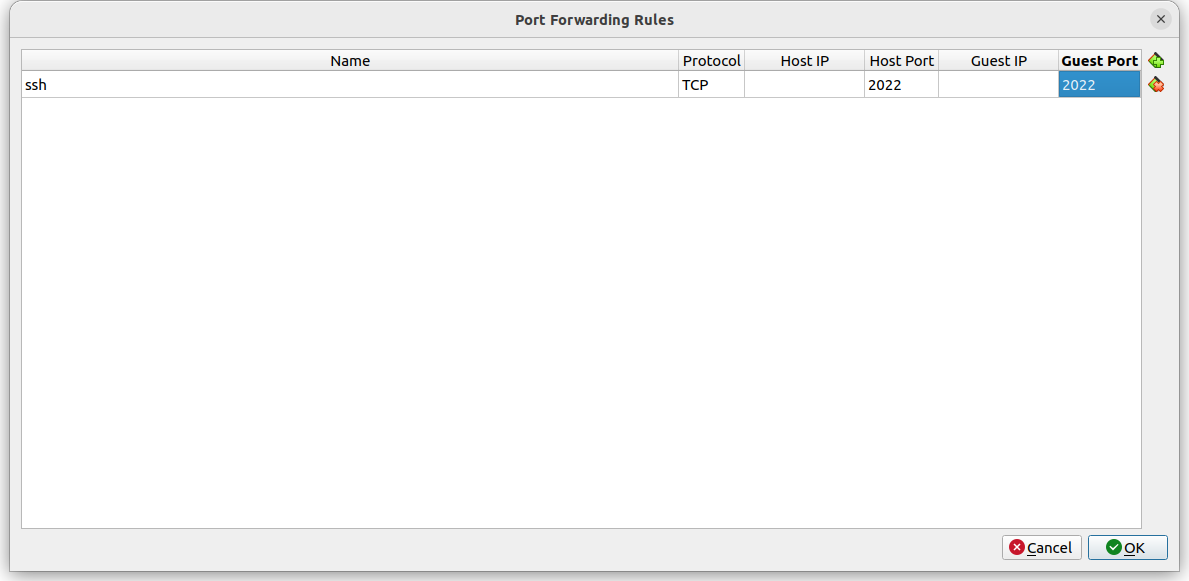 Port Forwarding Rules
Name Protocol Host IP Host Port Guest IP Guest Port
ssh TCP 2022 2022
Cancel OK